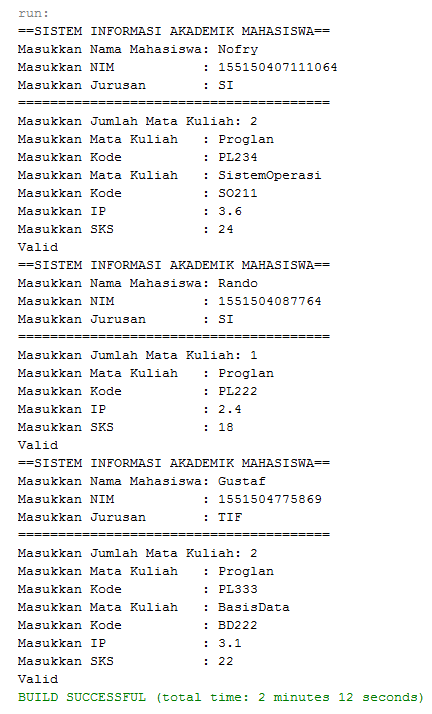 run:
==SISTEM INFORMASI AKADEMIK MAHASISWA==
Masukkan Nama Mahasiswa: Nofry
Masukkan NIM           : 155150407111064
Masukkan Jurusan       : SI
=======================================
Masukkan Jumlah Mata Kuliah: 2
Masukkan Mata Kuliah   : Proglan
Masukkan Kode          : PL234
Masukkan Mata Kuliah   : SistemOperasi
Masukkan Kode          : SO211
Masukkan IP            : 3.6
Masukkan SKS           : 24
Valid
==SISTEM INFORMASI AKADEMIK MAHASISWA==
Masukkan Nama Mahasiswa: Rando
Masukkan NIM           : 1551504087764
Masukkan Jurusan       : SI
=======================================
Masukkan Jumlah Mata Kuliah: 1
Masukkan Mata Kuliah   : Proglan
Masukkan Kode          : PL222
Masukkan IP            : 2.4
Masukkan SKS           : 18
Valid
==SISTEM INFORMASI AKADEMIK MAHASISWA==
Masukkan Nama Mahasiswa: Gustaf
Masukkan NIM           : 1551504775869
Masukkan Jurusan       : TIF
=======================================
Masukkan Jumlah Mata Kuliah: 2
Masukkan Mata Kuliah   : Proglan
Masukkan Kode          : PL333
Masukkan Mata Kuliah   : BasisData
Masukkan Kode          : BD222
Masukkan IP            : 3.1
Masukkan SKS           : 22
Valid
BUILD SUCCESSFUL (total time: 2 minutes 12 seconds)